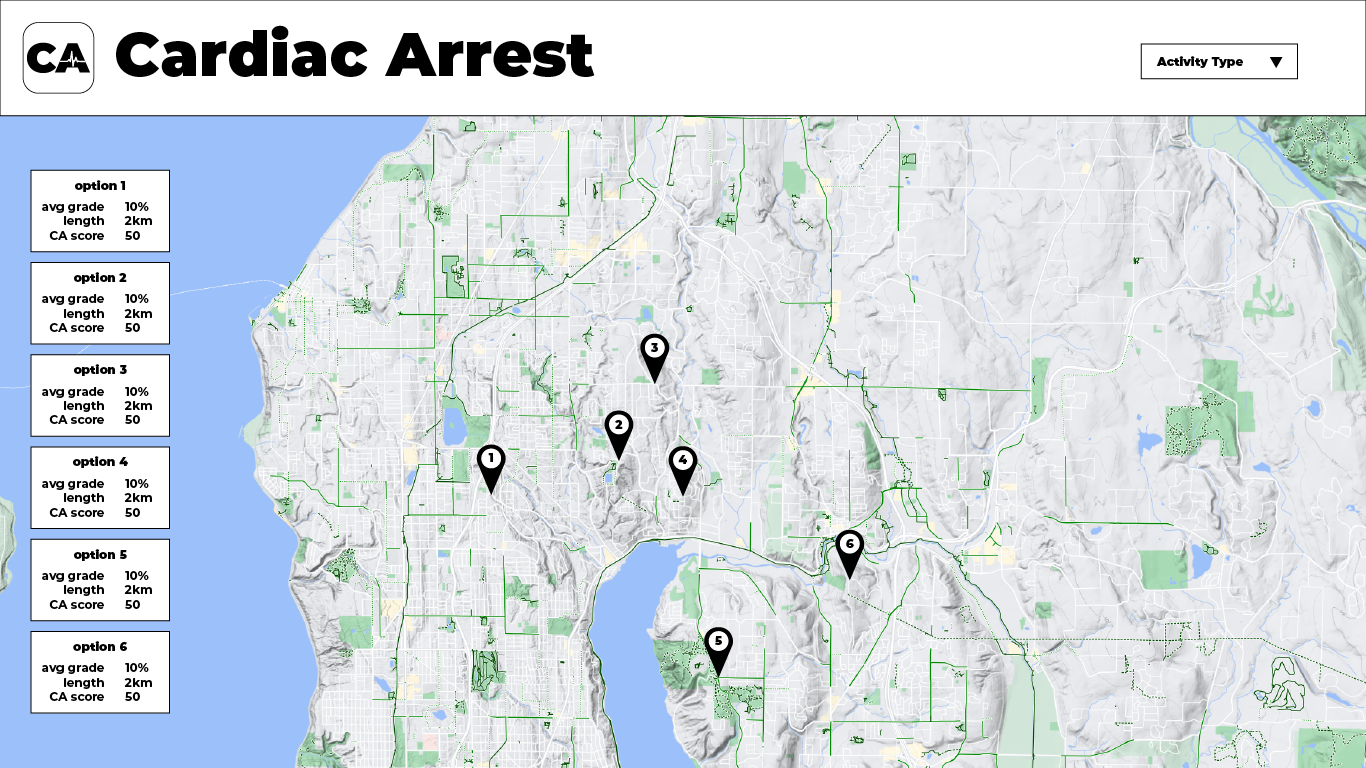 CA
Cardiac Arrest
Activity Type
option 1
avg grade 10%
length 2km
CA score 50
option 2
avg grade 10%
length 2km
CA score 50
option 3
avg grade 10%
length 2km
CA score 50
option 4
avg grade 10%
length 2km
CA score 50
option 5
avg grade 10%
length 2km
CA score 50
option 6
avg grade 10%
length 2km
CA score 50
3
2
1
4
6
5